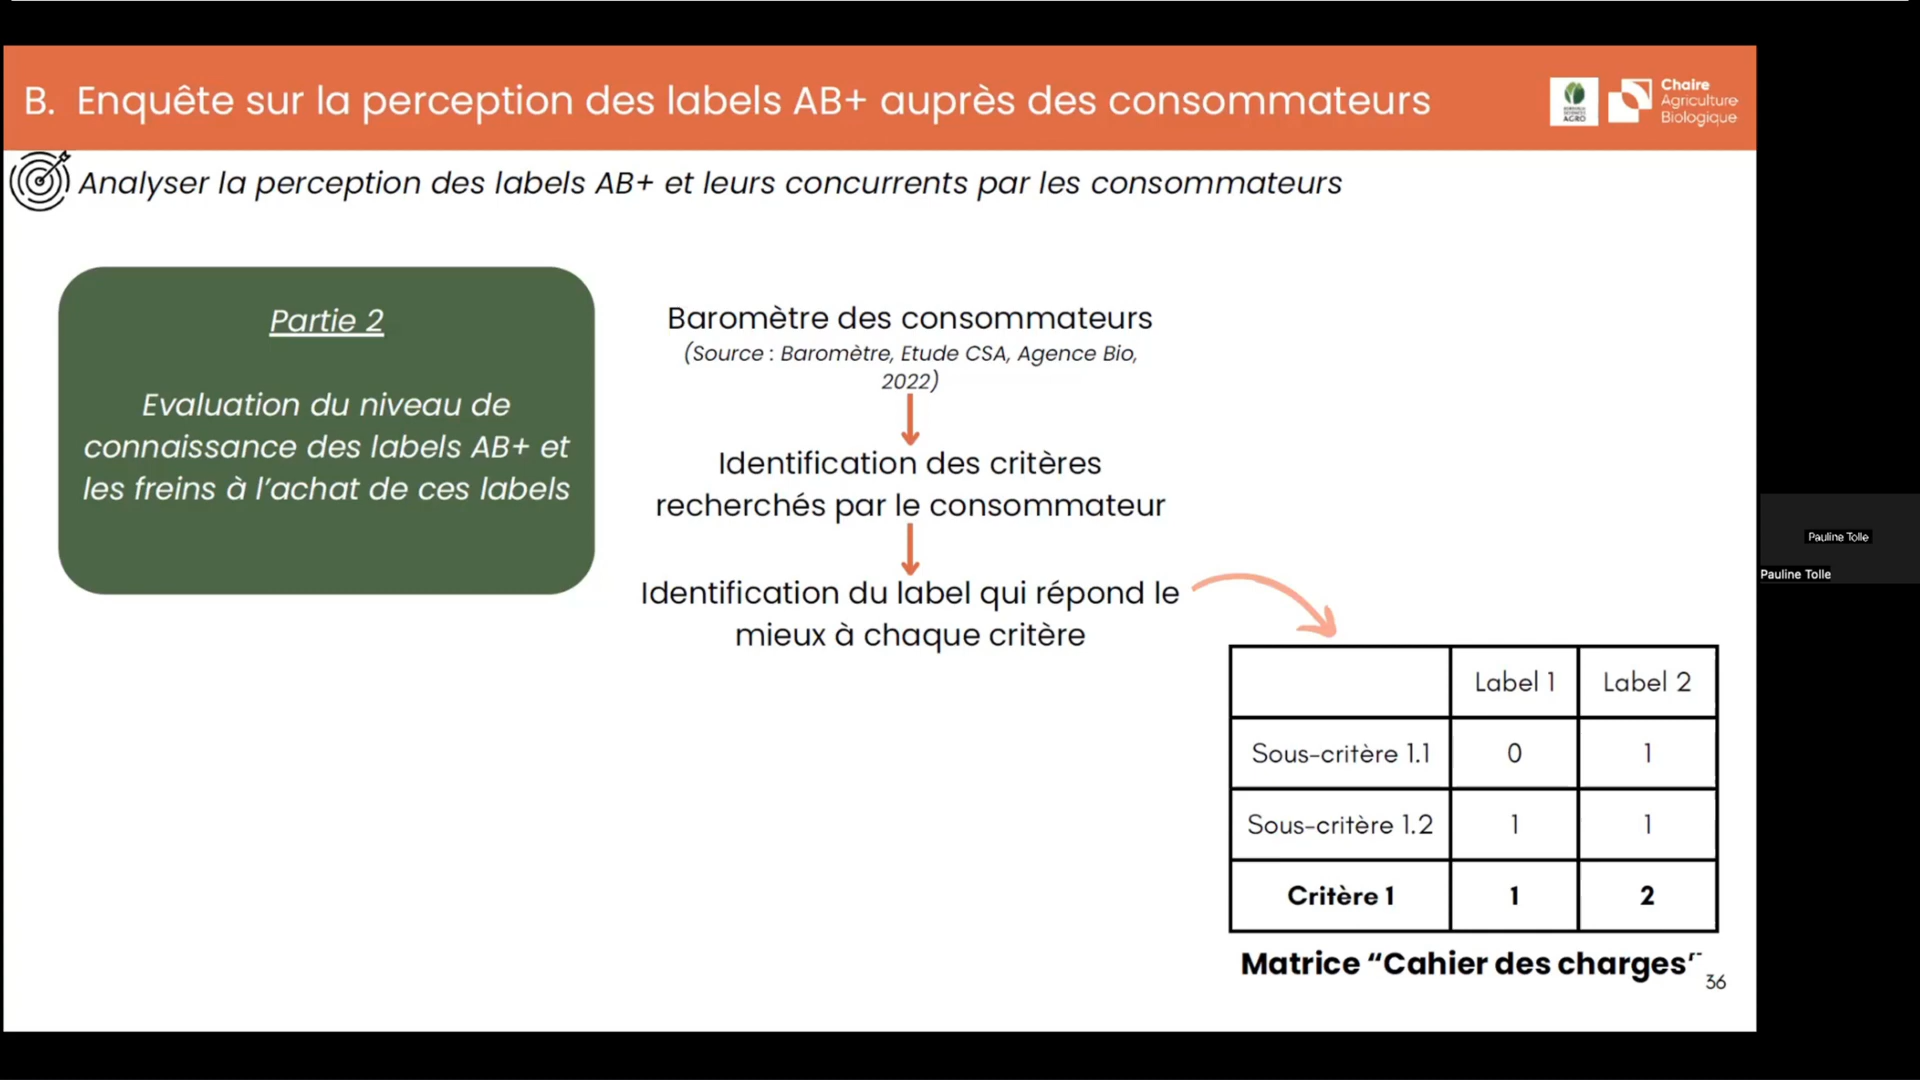 B. Enquête sur la perception des labels AB+ auprès des consommateurs
Chaire
Agriculture
Biologique
AGRO
Analyser la perception des labels AB+ et leurs concurrents par les consommateurs
Partie 2
Evaluation du niveau de
connaissance des labels AB+ et
les freins à l'achat de ces labels
Baromètre des consommateurs
(Source : Baromètre, Etude CSA, Agence Bio,
2022)
Identification des critères
recherchés par le consommateur
Identification du label qui répond le
mieux à chaque critère
Label 1 Label 2
Sous-critère 1.1 0 1
Sous-critère 1.2 1 1
Critère 1 1 2
Matrice “Cahier des charges”
36
Pauline Tolle
Pauline Tolle